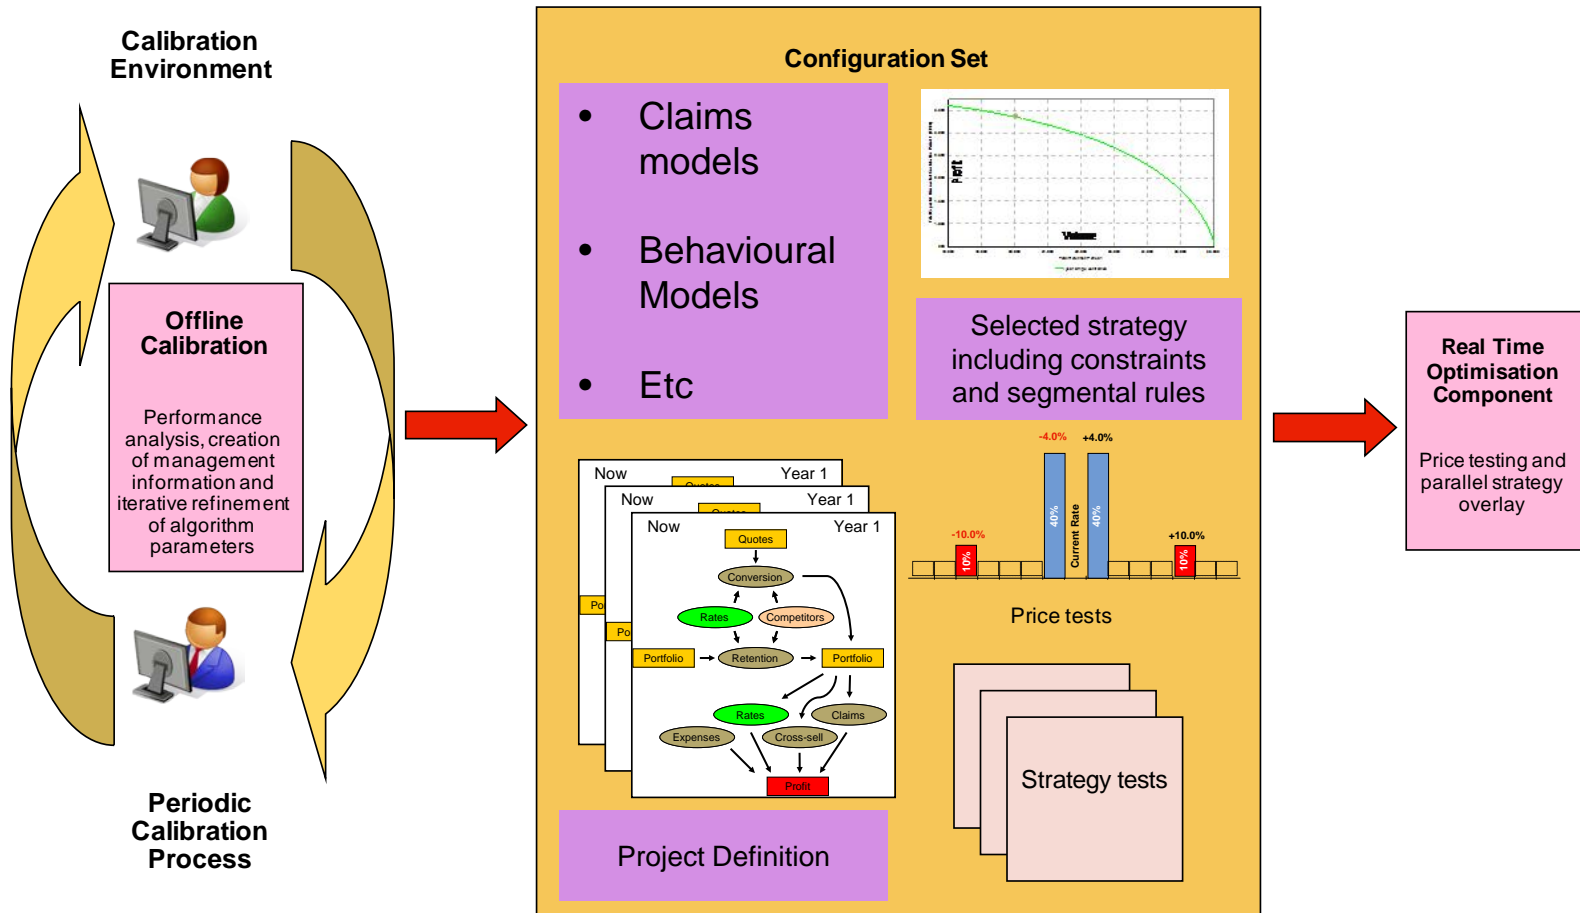 Calibration
Environment
Offline
Calibration
Performance
analysis, creation
of management
information and
iterative refinement
of algorithm
parameters
Periodic
Calibration
Process
Configuration Set
• Claims
models
• Behavioural
Models
• Etc
Profit
Volume
Selected strategy
including constraints
and segmental rules
Now Year 1
Now Year 1
Now Year 1
Quotes
Conversion
Rates Competitors
Portfolio Retention Portfolio
Rates Claims
Expenses Cross-sell
Profit
Project Definition
-4.0% +4.0%
-10.0% +10.0%
10% 40% Current Rate 40% 10%
Price tests
Strategy tests
Real Time
Optimisation
Component
Price testing and
parallel strategy
overlay